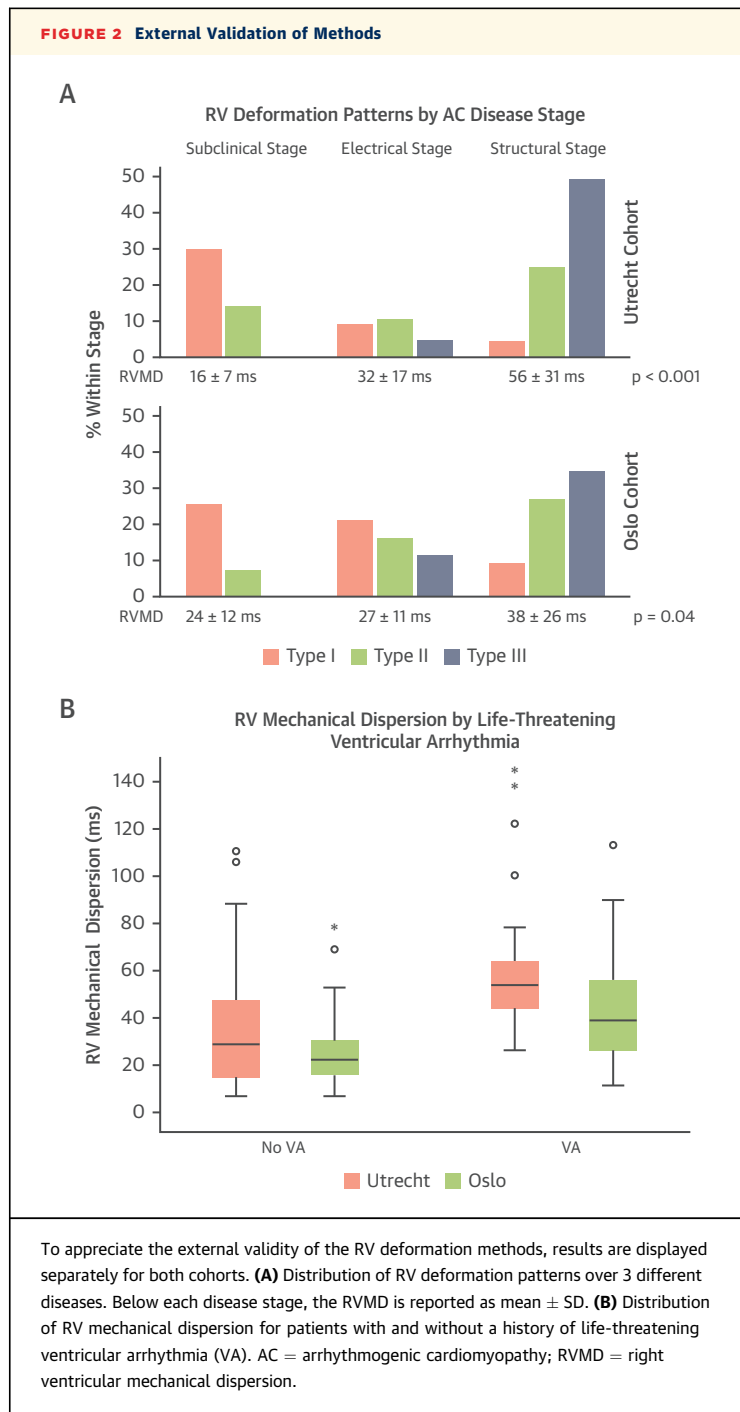 FIGURE 2 External Validation of Methods
A
RV Deformation Patterns by AC Disease Stage
Subclinical Stage Electrical Stage Structural Stage
% Within Stage
50
40
30
20
10
0
Utrecht Cohort
RVMD 16 ± 7 ms 32 ± 17 ms 56 ± 31 ms p < 0.001
50
40
30
20
10
0
Oslo Cohort
RVMD 24 ± 12 ms 27 ± 11 ms 38 ± 26 ms p = 0.04
Type I Type II Type III
B
RV Mechanical Dispersion by Life-Threatening
Ventricular Arrhythmia
RV Mechanical Dispersion (ms)
140
120
100
80
60
40
20
0
* *
*
No VA VA
Utrecht Oslo
To appreciate the external validity of the RV deformation methods, results are displayed
separately for both cohorts. (A) Distribution of RV deformation patterns over 3 different
diseases. Below each disease stage, the RVMD is reported as mean ± SD. (B) Distribution
of RV mechanical dispersion for patients with and without a history of life-threatening
ventricular arrhythmia (VA). AC = arrhythmogenic cardiomyopathy; RVMD = right
ventricular mechanical dispersion.